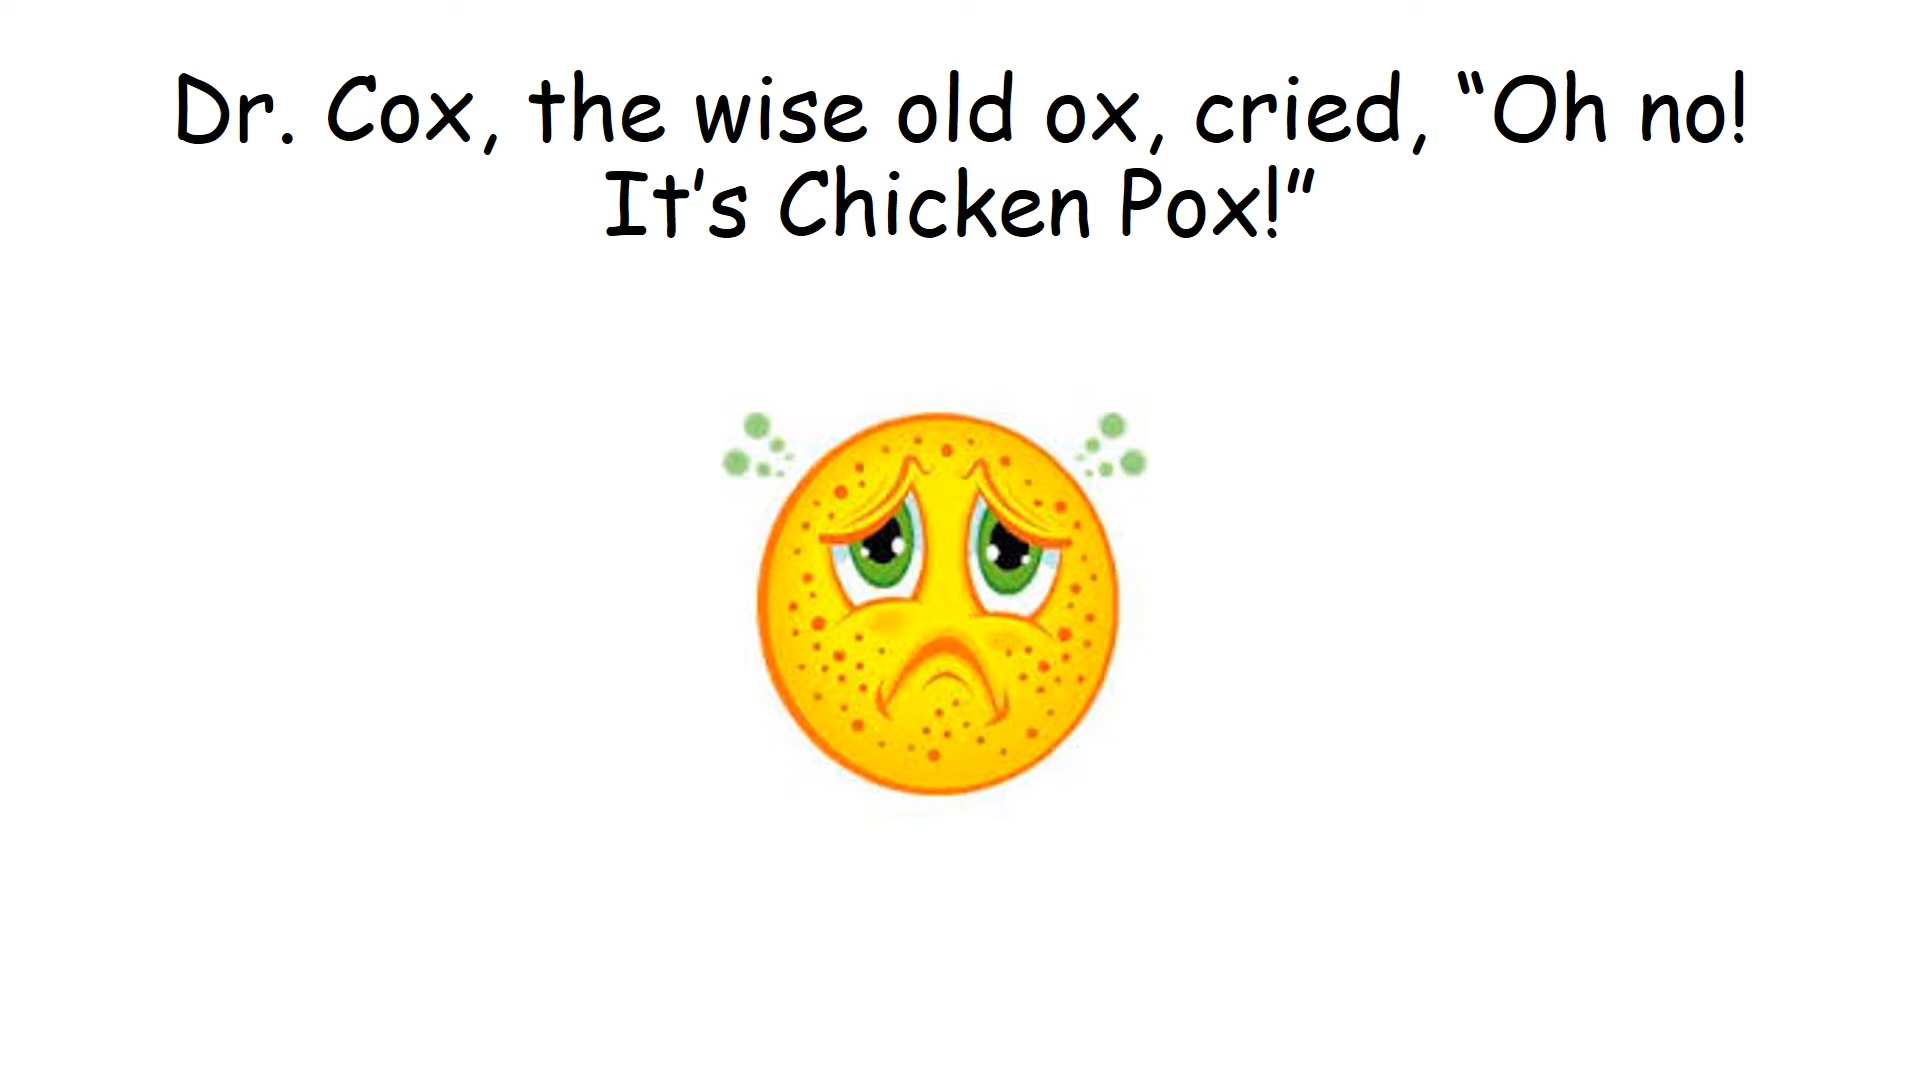 Dr. Cox, the wise old ox, cried, “Oh no!
It’s Chicken Pox!”